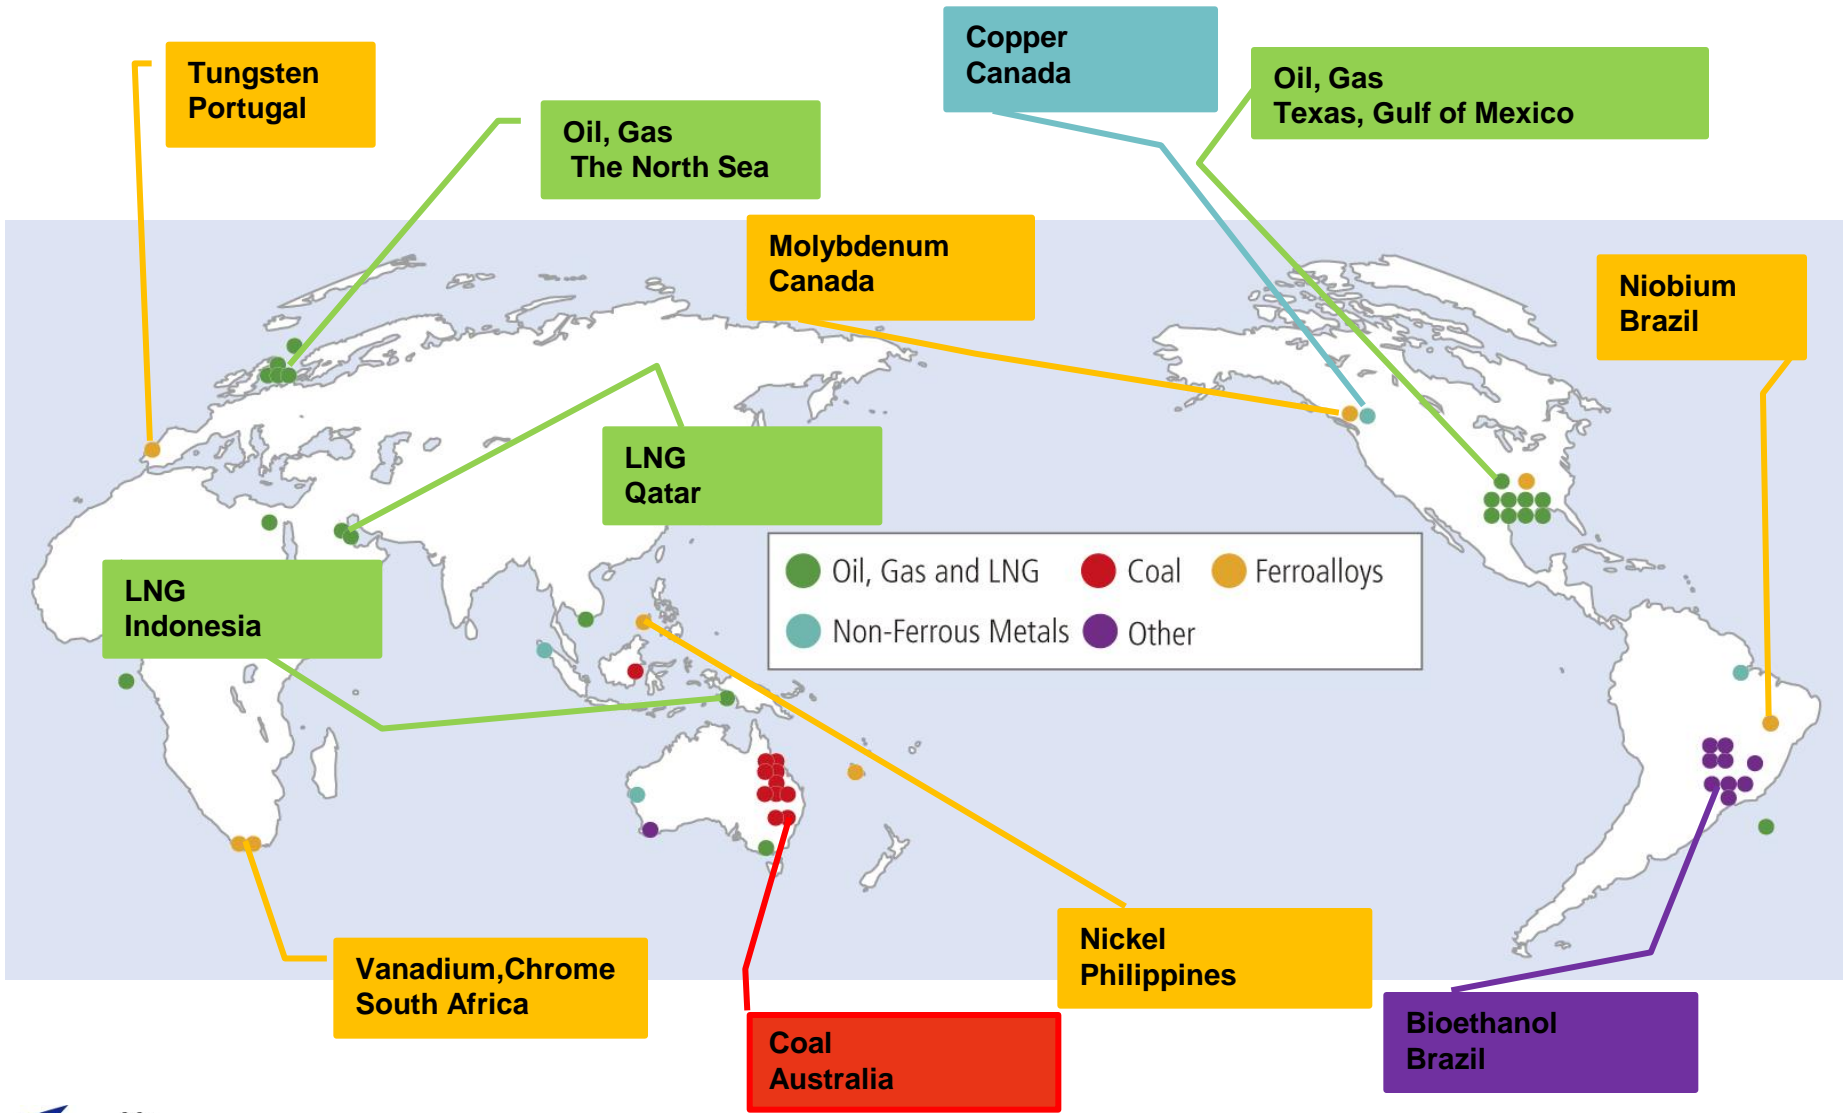 Copper
Canada
Tungsten
Portugal
Oil, Gas
Texas, Gulf of Mexico
Oil, Gas
The North Sea
Molybdenum
Canada
Niobium
Brazil
LNG
Qatar
Oil, Gas and LNG
Coal
Ferroalloys
Non-Ferrous Metals
Other
LNG
Indonesia
Vanadium,Chrome
South Africa
Nickel
Philippines
Coal
Australia
Bioethanol
Brazil